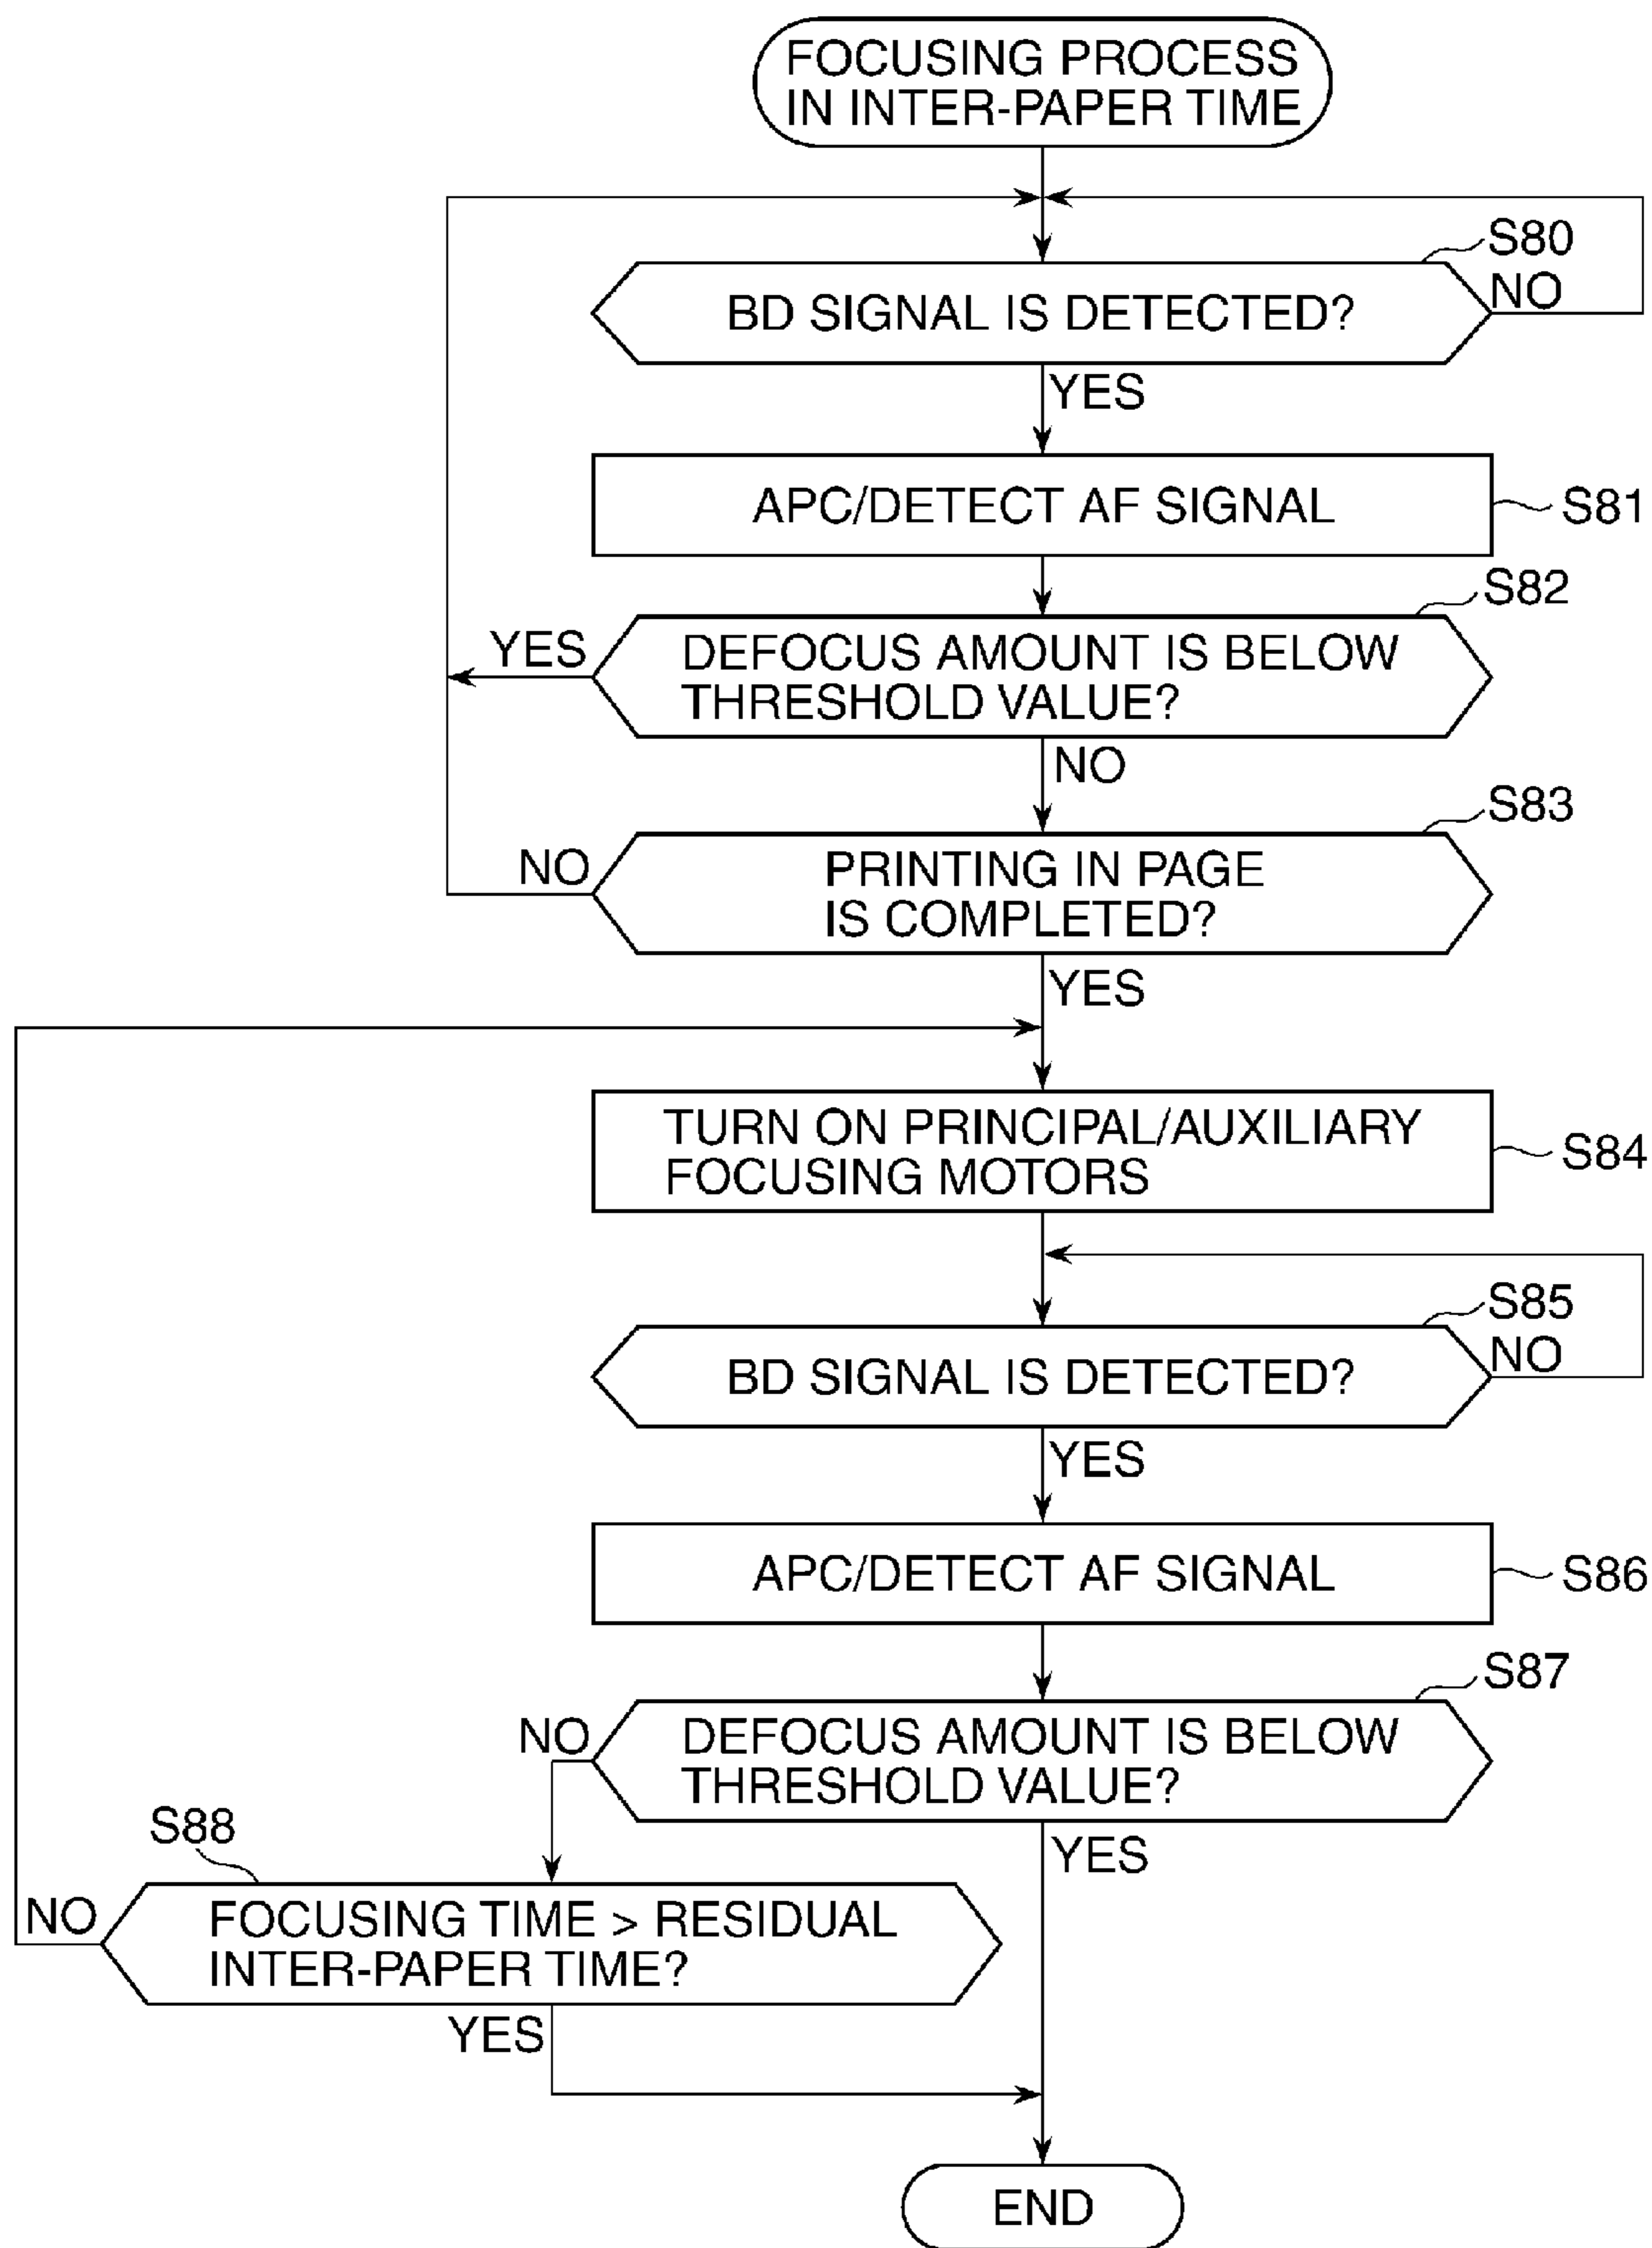 FOCUSING PROCESS
IN INTER-PAPER TIME
S80
BD SIGNAL IS DETECTED?
NO
YES
APC/DETECT AF SIGNAL
S81
S82
YES
DEFOCUS AMOUNT IS BELOW
THRESHOLD VALUE?
NO
S83
NO
PRINTING IN PAGE
IS COMPLETED?
YES
TURN ON PRINCIPAL/AUXILIARY
FOCUSING MOTORS
S84
S85
BD SIGNAL IS DETECTED?
NO
YES
APC/DETECT AF SIGNAL
S86
S87
NO
DEFOCUS AMOUNT IS BELOW
THRESHOLD VALUE?
YES
S88
NO
FOCUSING TIME > RESIDUAL
INTER-PAPER TIME?
YES
END